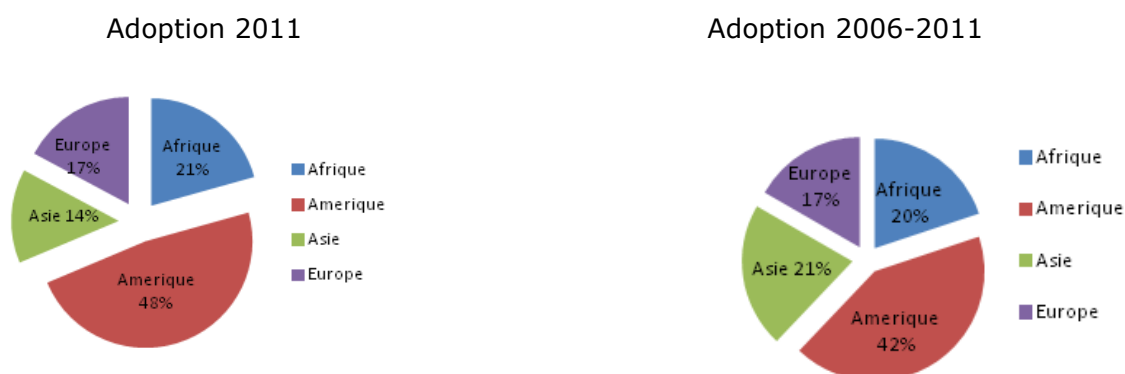 Adoption 2011
Europe
17%
Afrique
21%
Asie 14%
Amerique
48%
Afrique
Amerique
Asie
Europe
Adoption 2006-2011
Europe
17%
Afrique
20%
Asie 21%
Amerique
42%
Afrique
Amerique
Asie
Europe